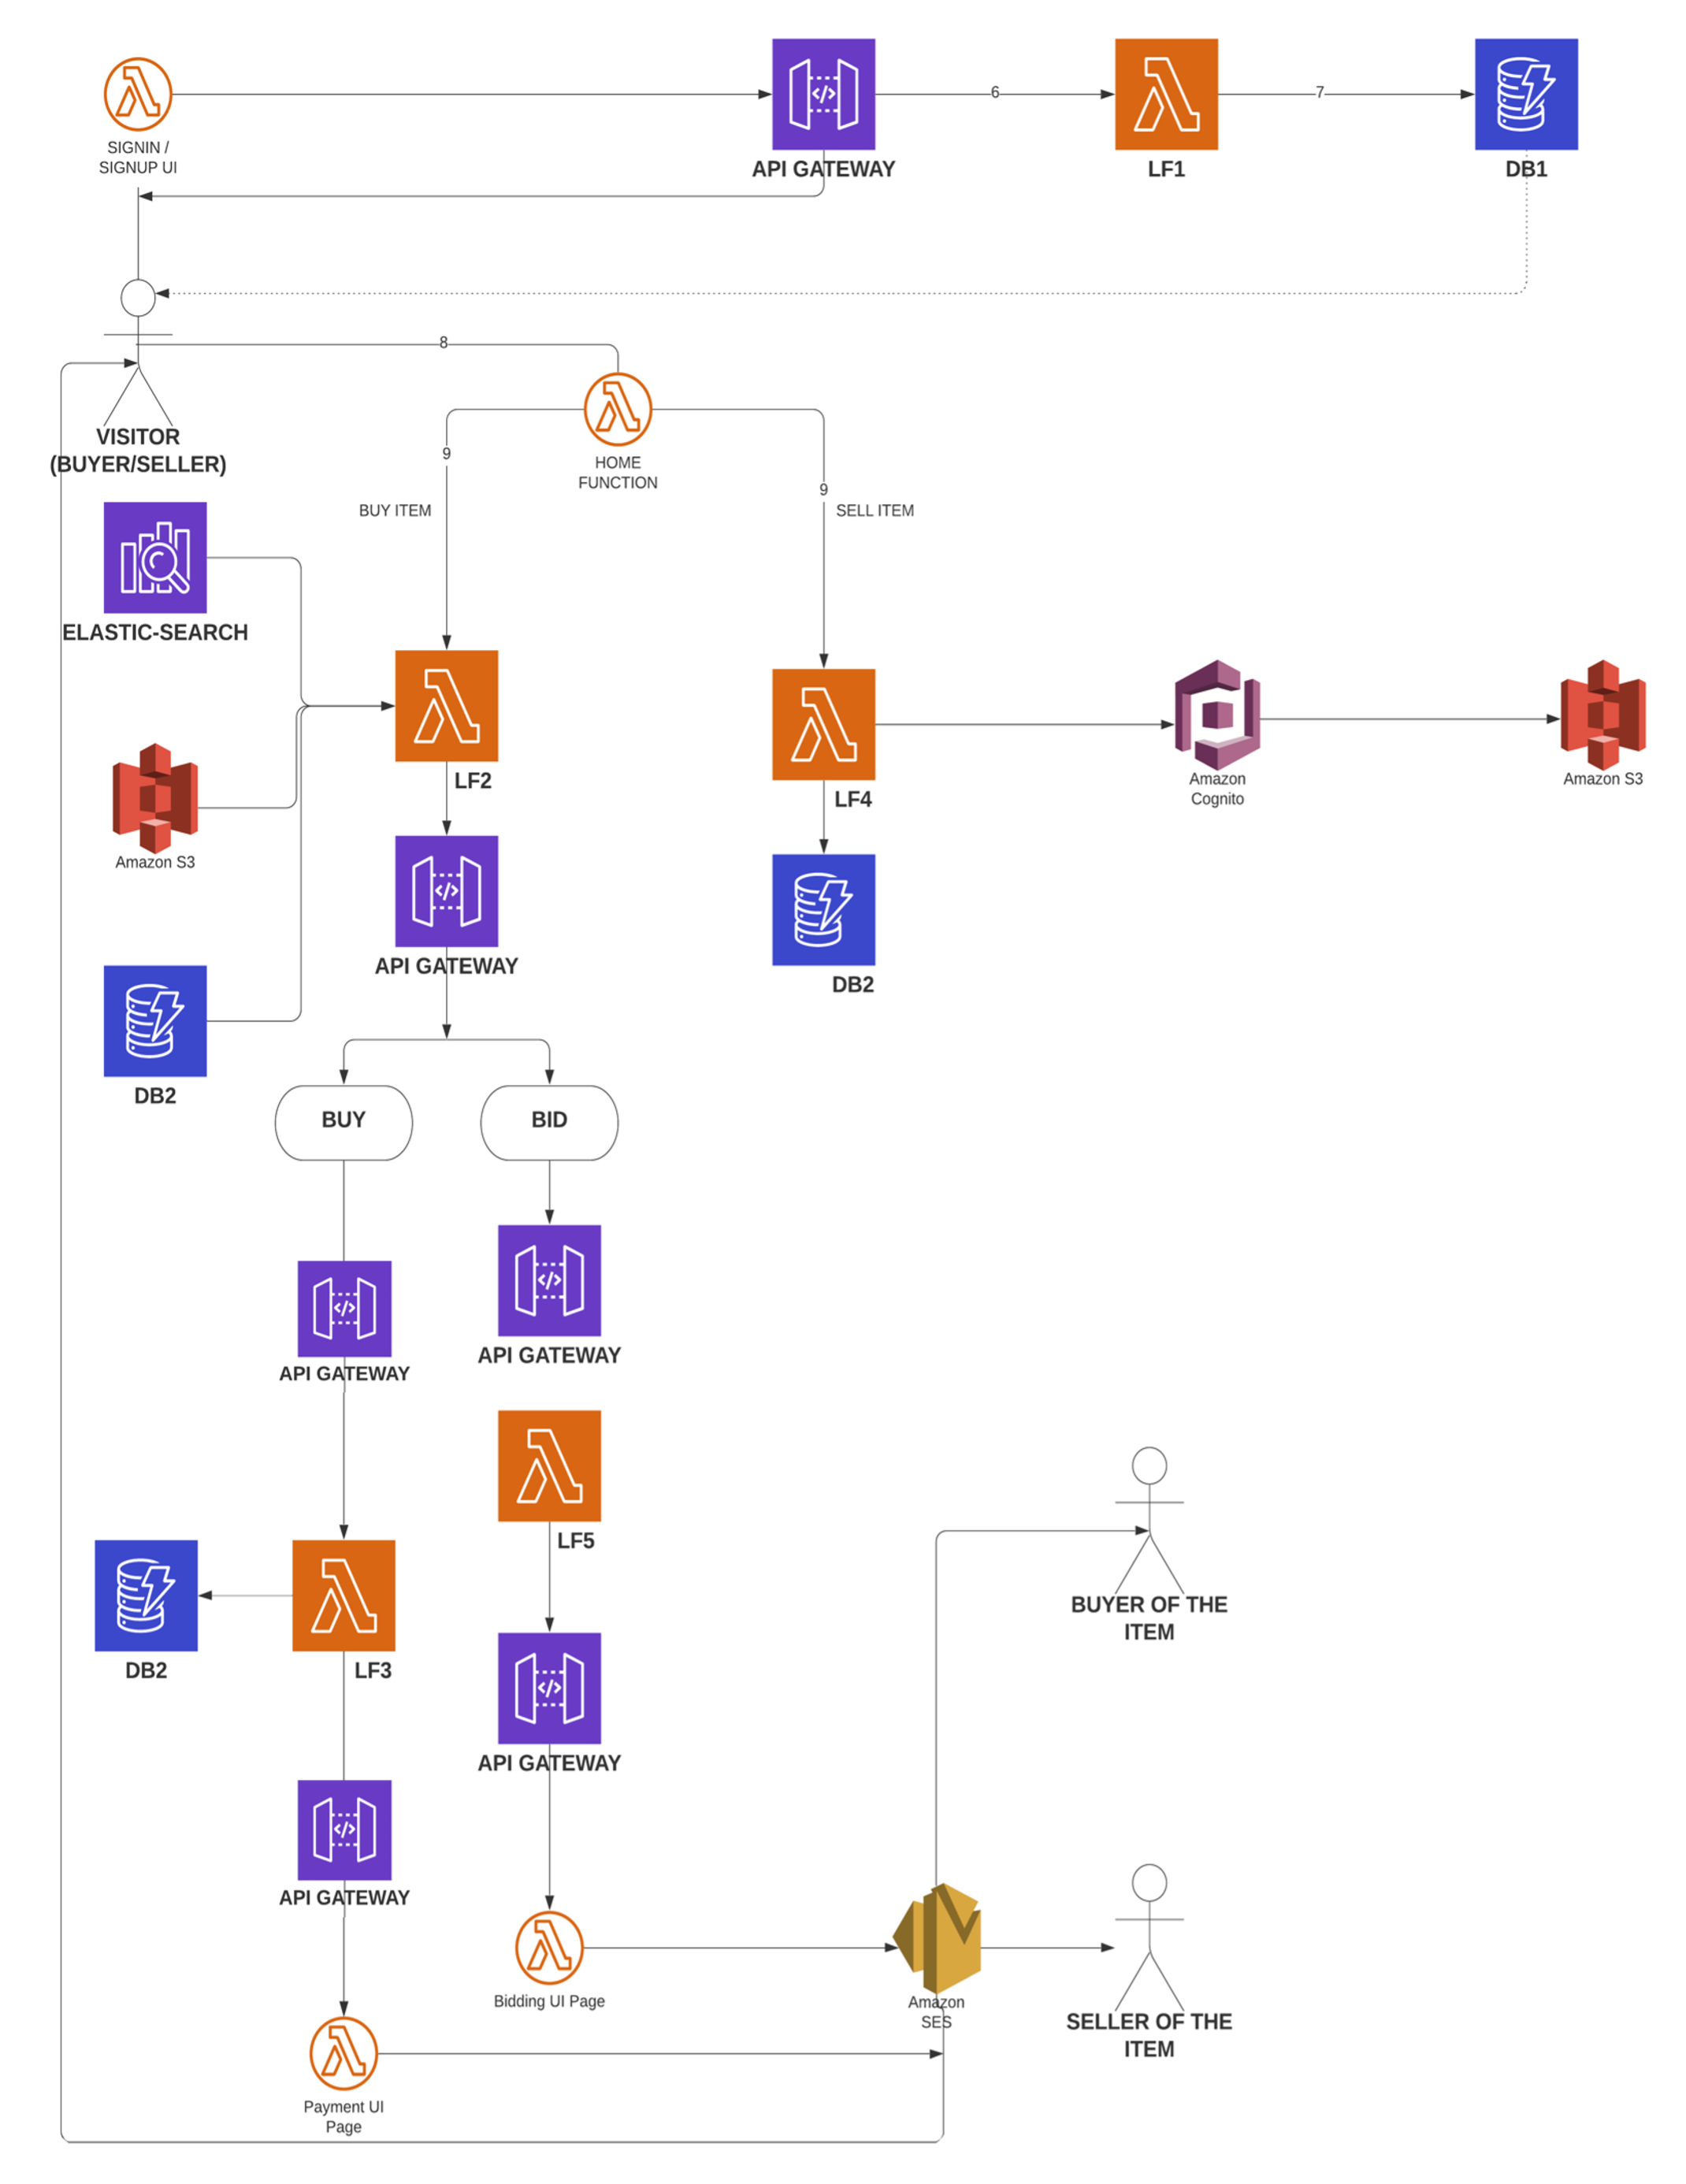 SIGNIN /
SIGNUP UI
API GATEWAY
6
LF1
7
DB1
8
VISITOR
(BUYER/SELLER)
HOME
FUNCTION
9
BUY ITEM
9
SELL ITEM
ELASTIC-SEARCH
LF2
LF4
Amazon
Cognito
Amazon S3
Amazon S3
API GATEWAY
DB2
DB2
BUY
BID
API GATEWAY
API GATEWAY
LF5
BUYER OF THE
ITEM
DB2
LF3
API GATEWAY
API GATEWAY
Bidding UI Page
Amazon
SES
SELLER OF THE
ITEM
Payment UI
Page